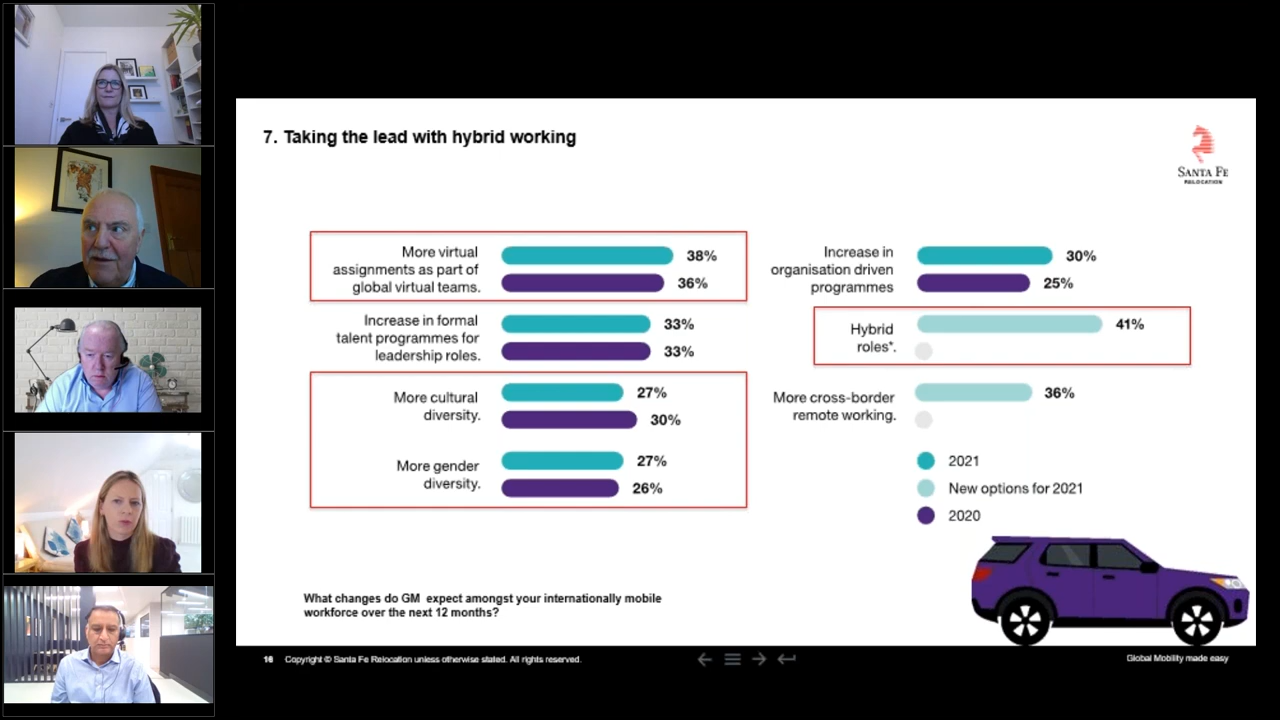 7. Taking the lead with hybrid working
SANTA FE
RELOCATION
More virtual
assignments as part of
global virtual teams.
38%
36%
Increase in formal
talent programmes for
leadership roles.
33%
33%
More cultural
diversity.
27%
30%
More gender
diversity.
27%
26%
Increase in
organisation driven
programmes
30%
25%
Hybrid
roles*.
41%
More cross-border
remote working.
36%
2021
New options for 2021
2020
What changes do GM expect amongst your internationally mobile
workforce over the next 12 months?
16 Copyright © Santa Fe Relocation unless otherwise stated. All rights reserved.
Global Mobility made easy